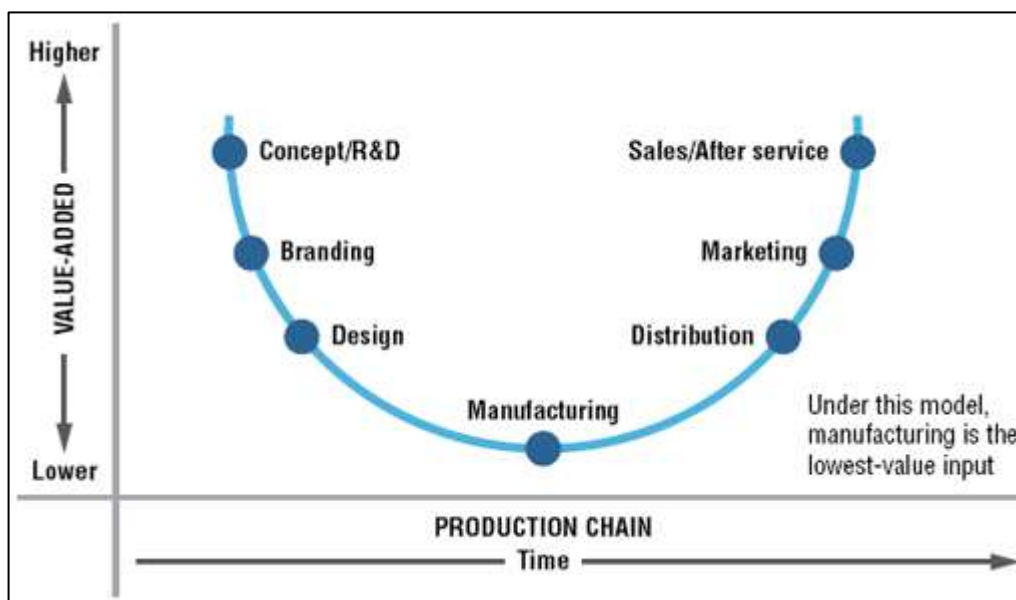 Higher
VALUE-ADDED
Lower
Concept/R&D
Sales/After service
Branding
Marketing
Design
Distribution
Manufacturing
Under this model,
manufacturing is the
lowest-value input
PRODUCTION CHAIN
Time